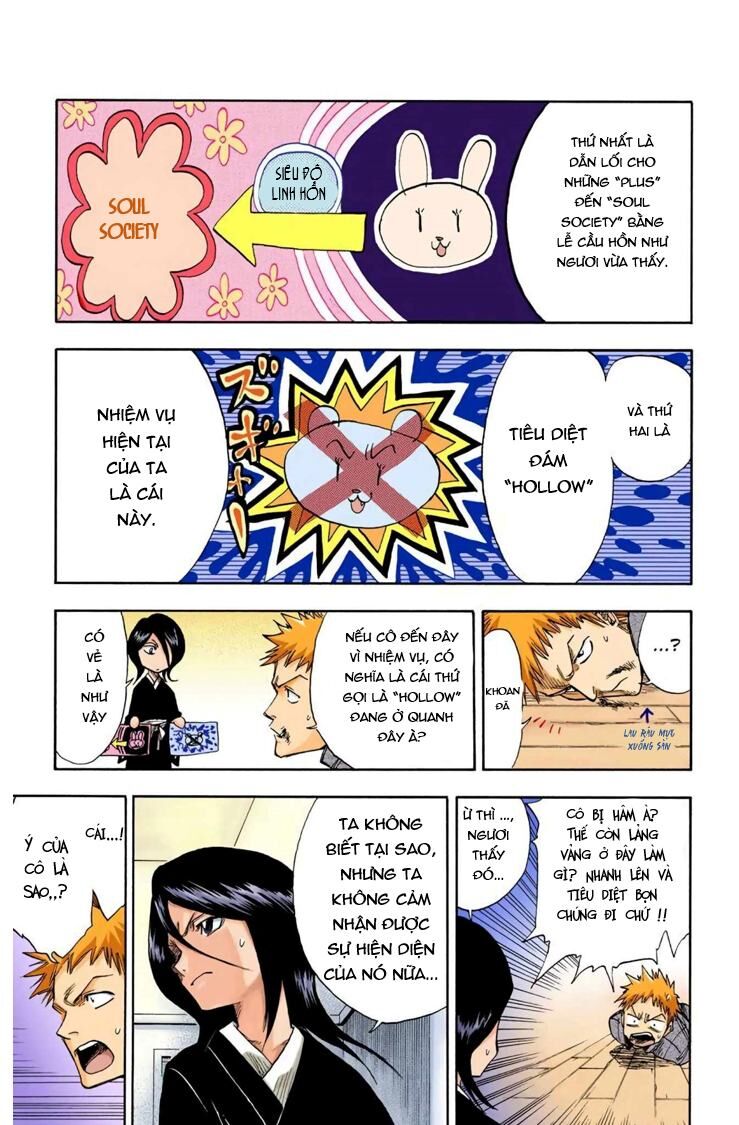 THỨ NHẤT LÀ
DẪN LỐI CHO
NHỮNG "PLUS"
ĐẾN "SOUL
SOCIETY" BẰNG
LỄ CẦU HỒN NHƯ
NGƯƠI VỪA THẤY.
SIÊU ĐỘ
LINH HỒN
SOUL
SOCIETY
VÀ THỨ
HAI LÀ
TIÊU DIỆT
ĐÁM
"HOLLOW"
ズボャー
NHIỆM VỤ
HIỆN TẠI
CỦA TA
LÀ CÁI
NÀY.
...?
KHOAN
ĐÃ
LAU RÂU MỰC
XUỐNG SÀN
NẾU CÔ ĐẾN ĐÂY
VÌ NHIỆM VỤ, CÓ
NGHĨA LÀ CÁI THỨ
GỌI LÀ "HOLLOW"
ĐANG Ở QUANH
ĐÂY À?
CÓ
VẺ
LÀ
NHƯ
VẬY
CÔ BỊ HÂM À?
THẾ CÒN LẢNG
VẢNG Ở ĐÂY LÀM
GÌ? NHANH LÊN VÀ
TIÊU DIỆT BỌN
CHÚNG ĐI CHỨ !!
Ừ THÌ ...,
NGƯƠI
THẤY
ĐÓ...
TA KHÔNG
BIẾT TẠI SAO,
NHƯNG TA
KHÔNG CẢM
NHẬN ĐƯỢC
SỰ HIỆN DIỆN
CỦA NÓ NỮA...
CÁI...!
Ý CỦA
CÔ LÀ
SAO,,?